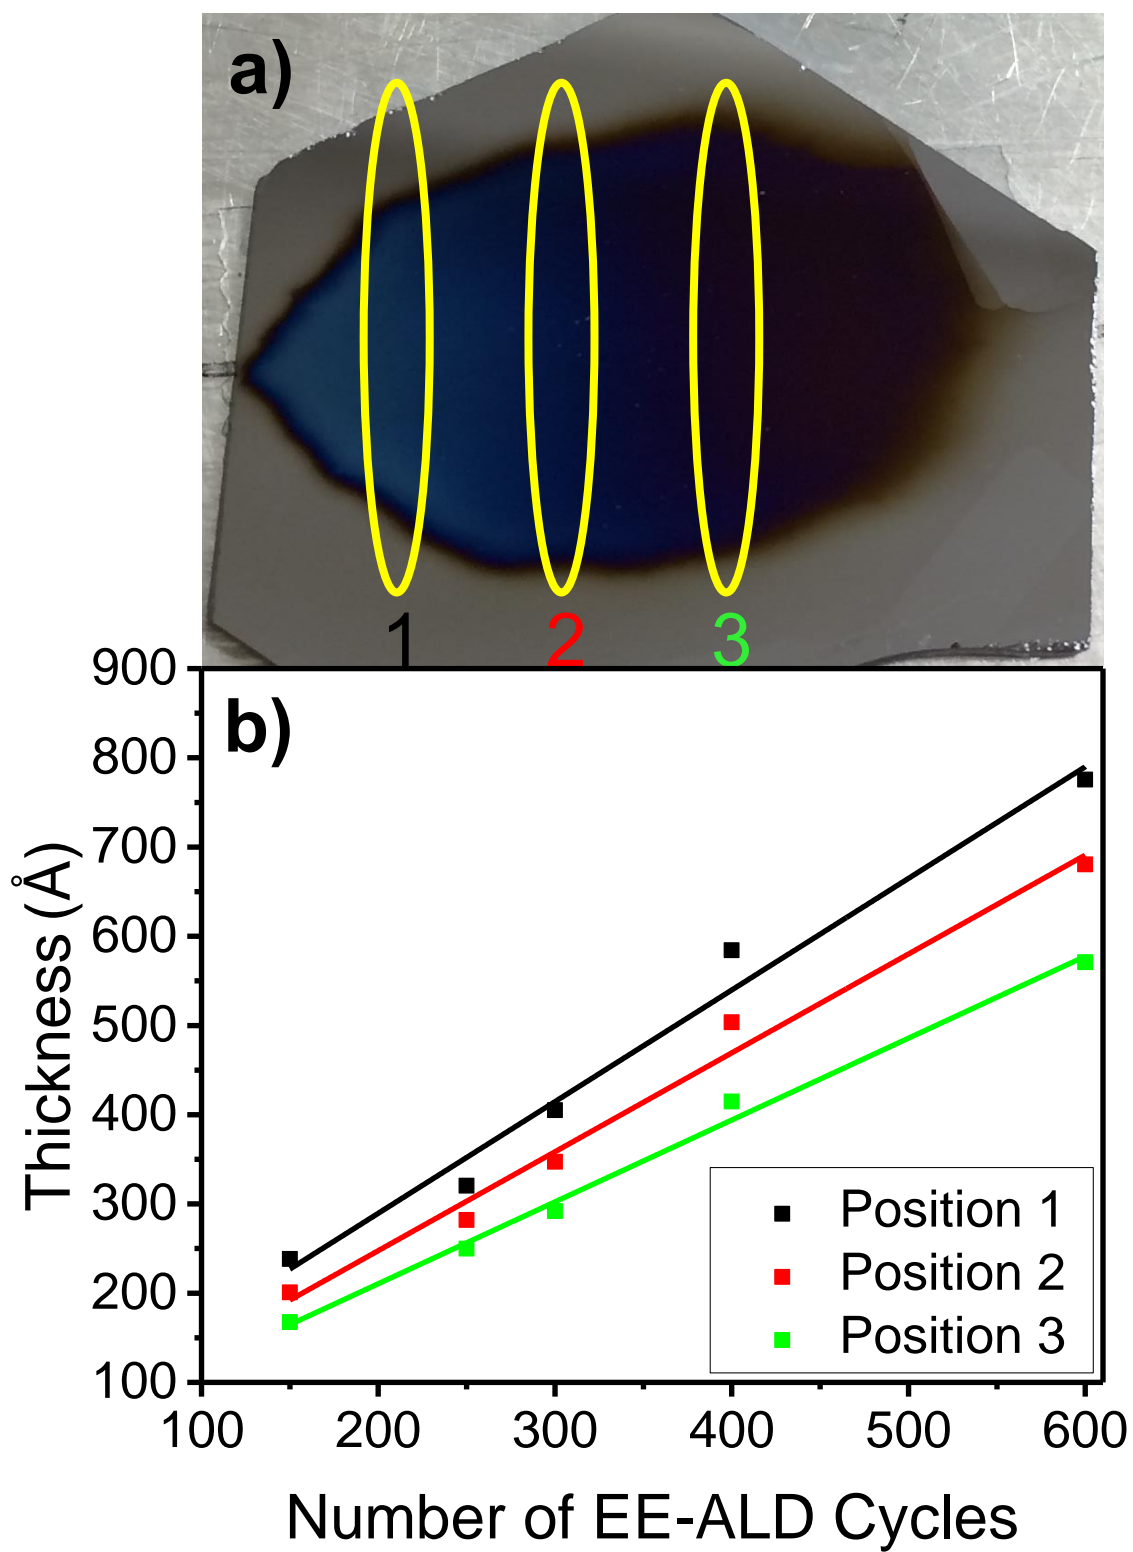 a)
1 2 3
b)
900
800
700
600
500
400
300
200
100
Thickness (Å)
Position 1
Position 2
Position 3
100 200 300 400 500 600
Number of EE-ALD Cycles